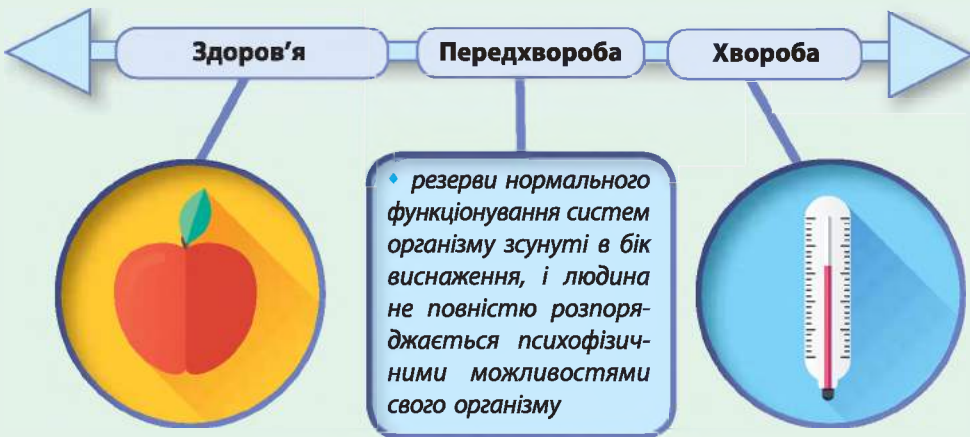 Здоров’я
Передхвороба
Хвороба
• резерви нормального
функціонування систем
організму зсунуті в бік
виснаження, і людина
не повністю розпоря-
джається психофізич-
ними можливостями
свого організму